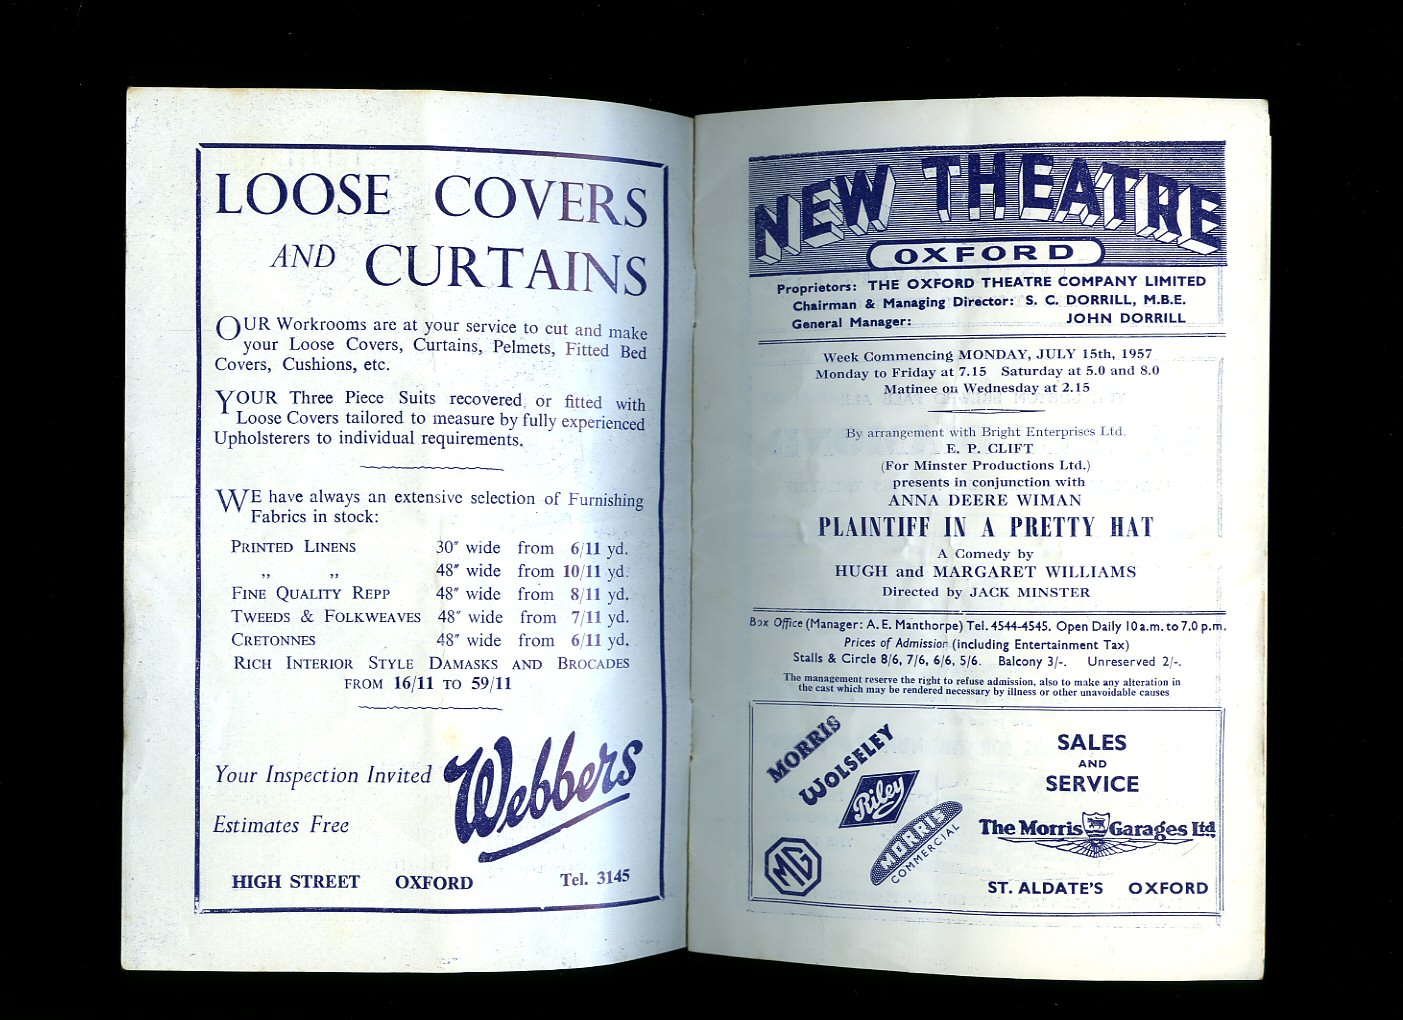 LOOSE COVERS
AND CURTAINS
OUR Workrooms are at your service to cut and make
your Loose Covers, Curtains, Pelmets, Fitted Bed
Covers, Cushions, etc.
YOUR Three Piece Suits recovered or fitted with
Loose Covers tailored to measure by fully experienced
Upholsterers to individual requirements.
WE have always an extensive selection of Furnishing
Fabrics in stock:
PRINTED LINENS 30″ wide from 6/11 yd.
„ „ 48″ wide from 10/11 yd.
FINE QUALITY REPP 48″ wide from 8/11 yd.
TWEEDS & FOLKWEAVES 48″ wide from 7/11 yd.
CRETONNES 48″ wide from 6/11 yd.
RICH INTERIOR STYLE DAMASKS AND BROCADES
FROM 16/11 TO 59/11
Your Inspection Invited
Estimates Free
Webbers
HIGH STREET OXFORD Tel. 3145
NEW THEATRE
OXFORD
Proprietors: THE OXFORD THEATRE COMPANY LIMITED
Chairman & Managing Director: S. C. DORRILL, M.B.E.
General Manager: JOHN DORRILL
Week Commencing MONDAY, JULY 15th, 1957
Monday to Friday at 7.15 Saturday at 5.0 and 8.0
Matinee on Wednesday at 2.15
By arrangement with Bright Enterprises Ltd.
E. P. CLIFT
(For Minster Productions Ltd.)
presents in conjunction with
ANNA DEERE WIMAN
PLAINTIFF IN A PRETTY HAT
A Comedy by
HUGH and MARGARET WILLIAMS
Directed by JACK MINSTER
Box Office (Manager: A. E. Manthorpe) Tel. 4544-4545. Open Daily 10 a.m. to 7.0 p.m.
Prices of Admission (including Entertainment Tax)
Stalls & Circle 8/6, 7/6, 6/6, 5/6. Balcony 3/-. Unreserved 2/-.
The management reserve the right to refuse admission, also to make any alteration in
the cast which may be rendered necessary by illness or other unavoidable causes
MORRIS
WOLSELEY
Riley
MORRIS
COMMERCIAL
MG
SALES
AND
SERVICE
The Morris Garages Ltd
ST. ALDATE'S OXFORD